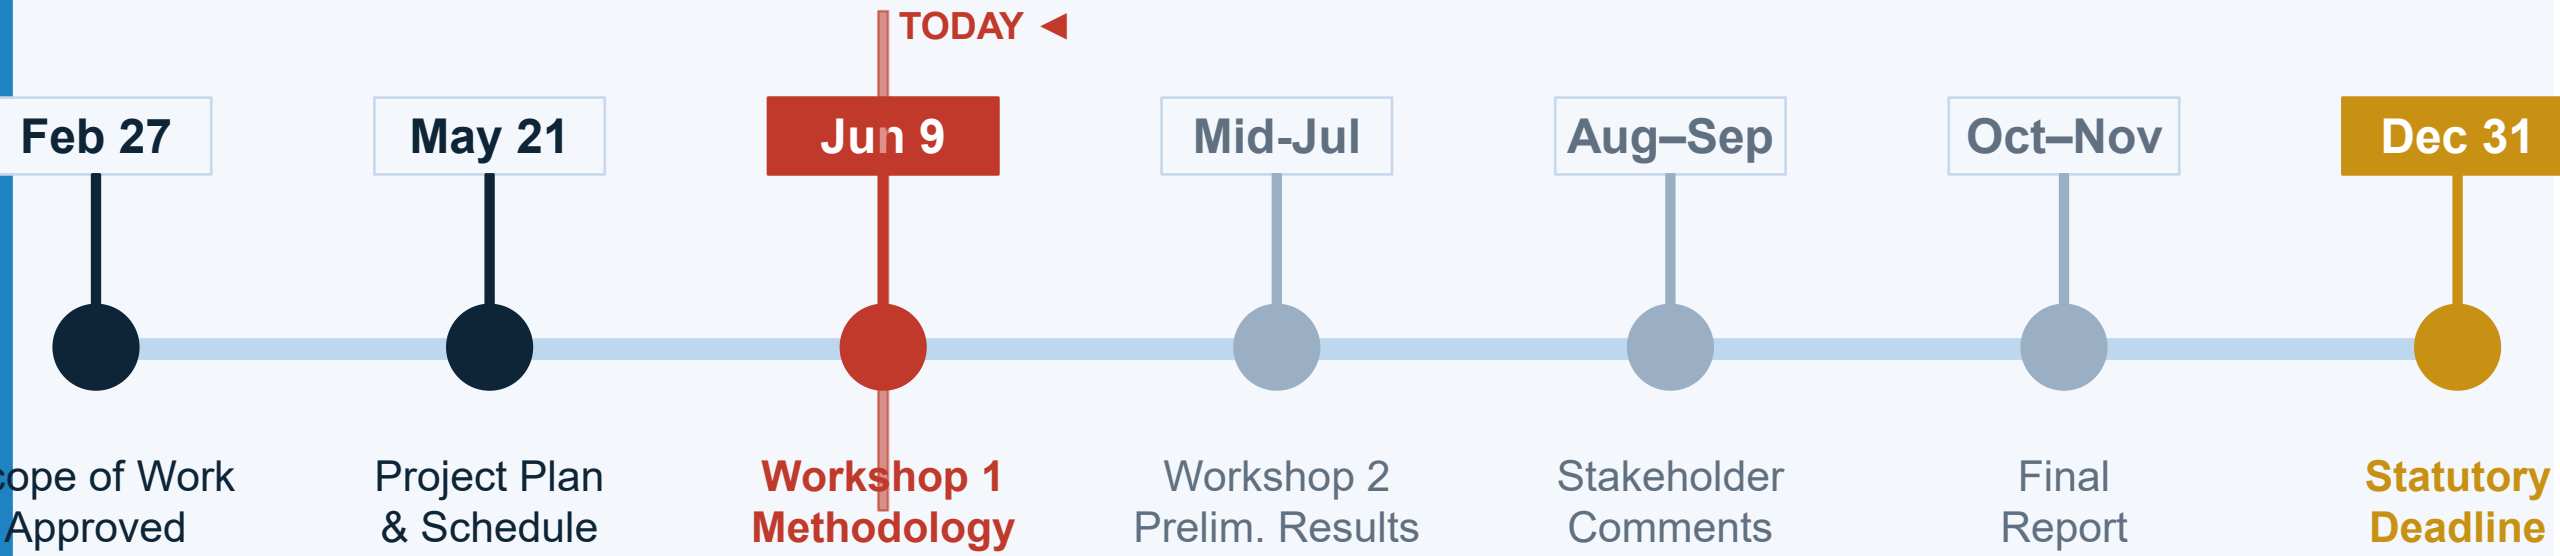 TODAY ◄
Feb 27
May 21
Jun 9
Mid-Jul
Aug–Sep
Oct–Nov
Dec 31
cope of Work
Approved
Project Plan
& Schedule
Workshop 1
Methodology
Workshop 2
Prelim. Results
Stakeholder
Comments
Final
Report
Statutory
Deadline